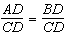 AD/CD = BD/CD